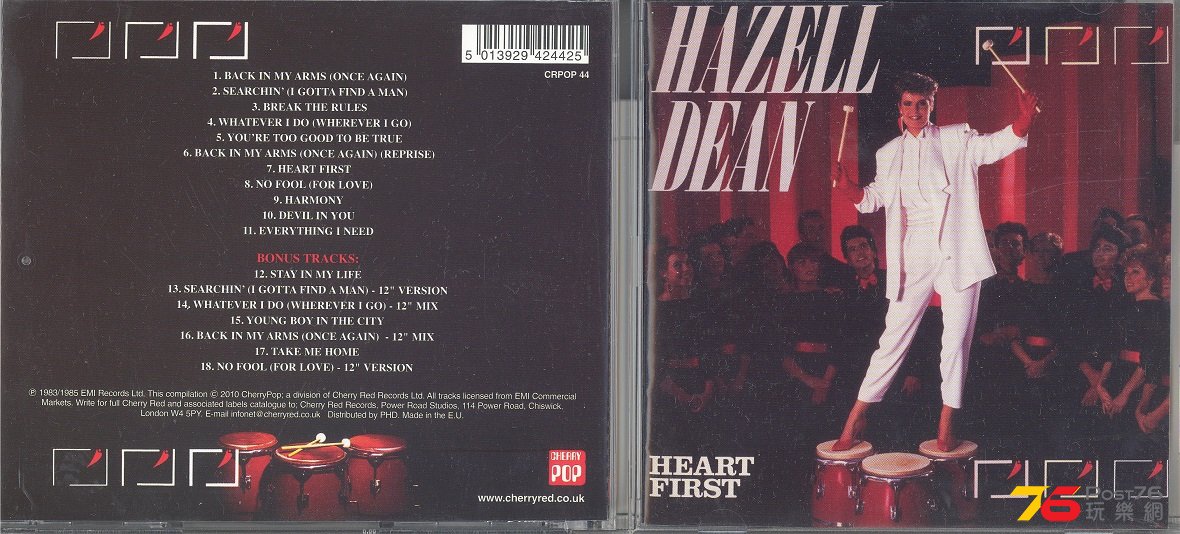 5 013929 424425
CRPOP 44
1. BACK IN MY ARMS (ONCE AGAIN)
2. SEARCHIN' (I GOTTA FIND A MAN)
3. BREAK THE RULES
4. WHATEVER I DO (WHEREVER I GO)
5. YOU'RE TOO GOOD TO BE TRUE
6. BACK IN MY ARMS (ONCE AGAIN) (REPRISE)
7. HEART FIRST
8. NO FOOL (FOR LOVE)
9. HARMONY
10. DEVIL IN YOU
11. EVERYTHING I NEED
BONUS TRACKS:
12. STAY IN MY LIFE
13. SEARCHIN' (I GOTTA FIND A MAN) - 12" VERSION
14, WHATEVER I DO (WHEREVER I GO) - 12" MIX
15. YOUNG BOY IN THE CITY
16. BACK IN MY ARMS (ONCE AGAIN) - 12" MIX
17. TAKE ME HOME
18. NO FOOL (FOR LOVE) - 12" VERSION
℗ 1983/1985 EMI Records Ltd. This compilation © 2010 CherryPop; a division of Cherry Red Records Ltd. All tracks licensed from EMI Commercial
Markets. Write for full Cherry Red and associated labels catalogue to; Cherry Red Records, Power Road Studios, 114 Power Road, Chiswick,
London W4 5PY. E-mail infonet@cherryred.co.uk Distributed by PHD. Made in the E.U.
CHERRY
POP
www.cherryred.co.uk
HAZELL
DEAN
HEART
FIRST
76 Post76
玩樂網